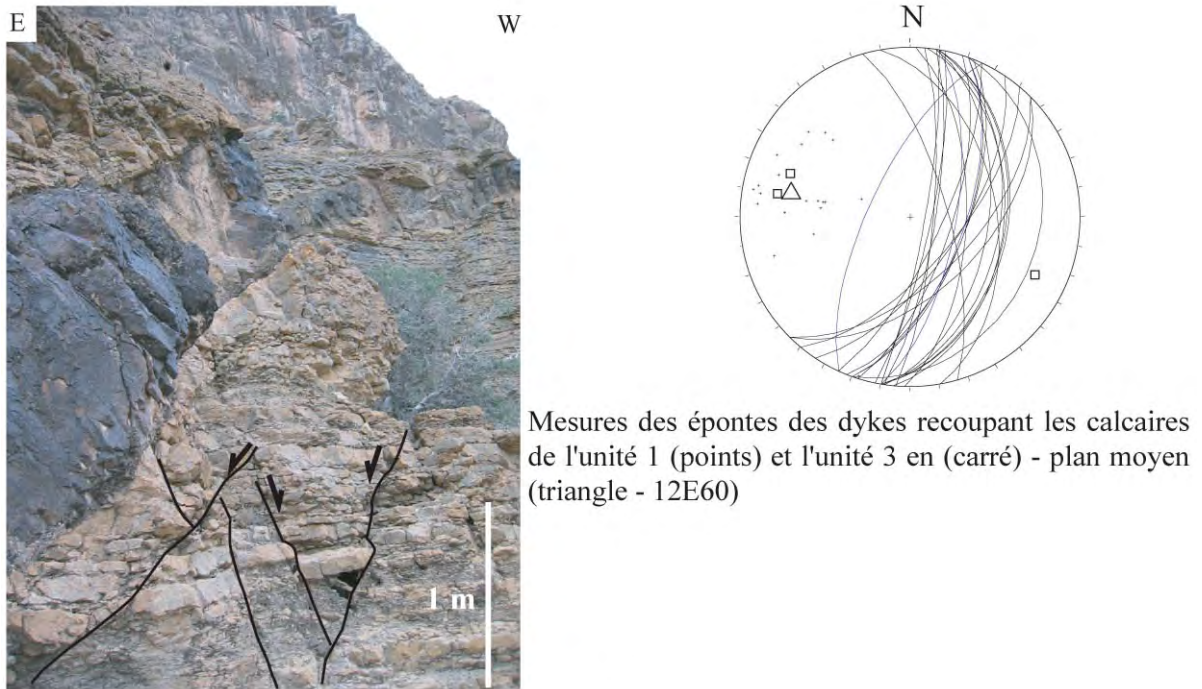 E
W
1 m
N
Mesures des épontes des dykes recoupant les calcaires
de l'unité 1 (points) et l'unité 3 en (carré) - plan moyen
(triangle - 12E60)